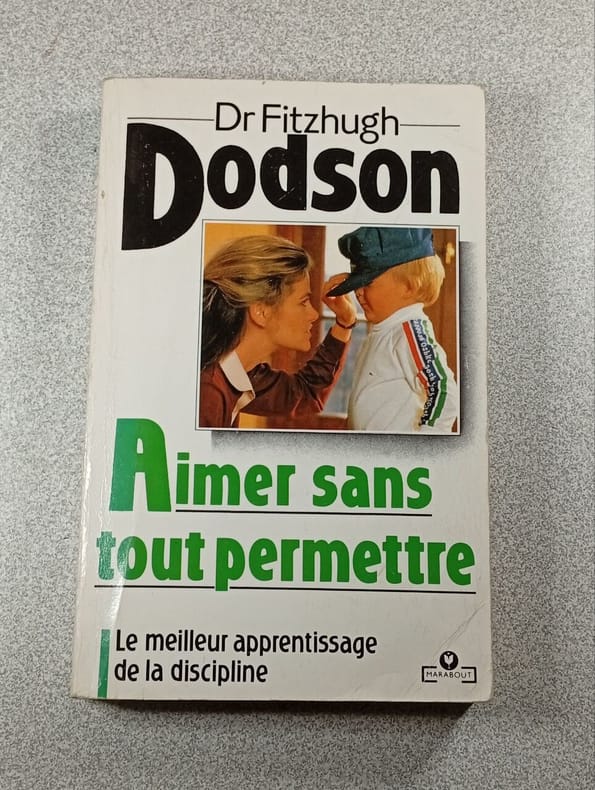 Dr Fitzhugh
Dodson
Aimer sans
tout permettre
Le meilleur apprentissage
de la discipline
MARABOUT